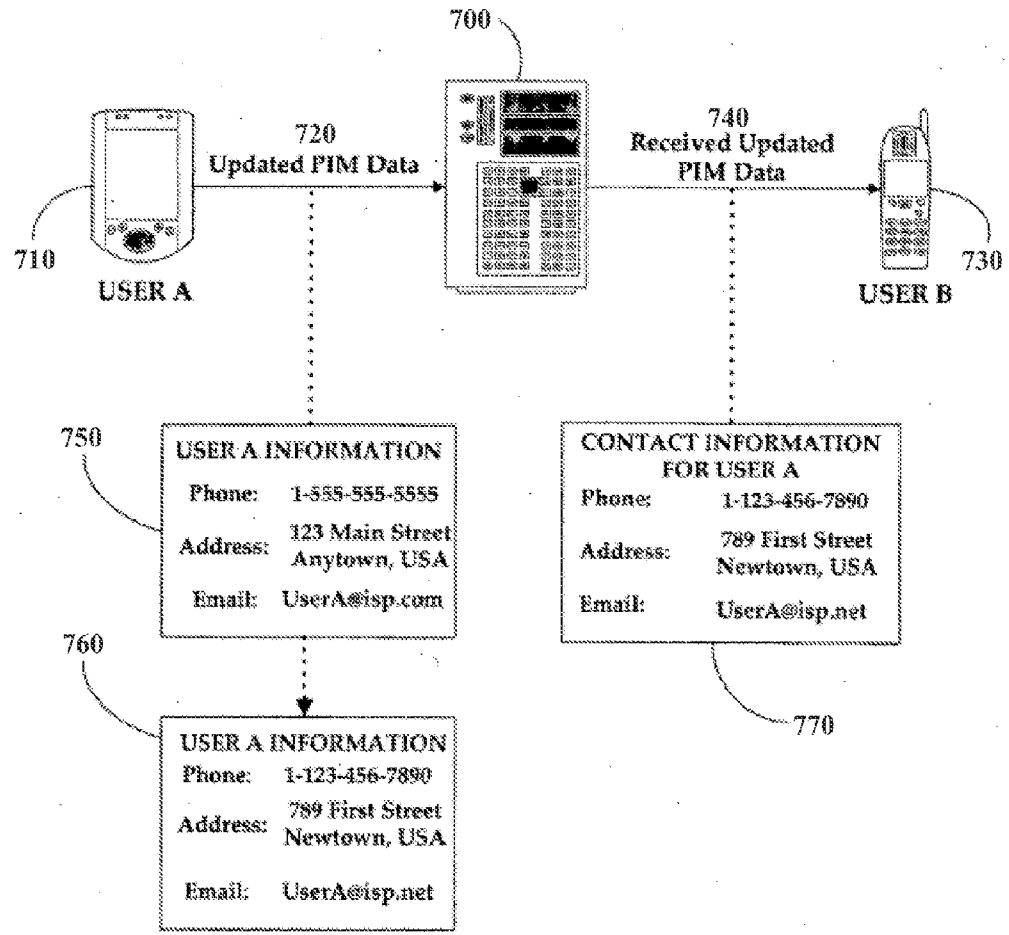 700
720
Updated PIM Data
740
Received Updated
PIM Data
710
USER A
730
USER B
750
USER A INFORMATION
Phone: 1-555-555-5555
Address: 123 Main Street
Anytown, USA
Email: UserA@isp.com
CONTACT INFORMATION
FOR USER A
Phone: 1-123-456-7890
Address: 789 First Street
Newtown, USA
Email: UserA@isp.net
770
760
USER A INFORMATION
Phone: 1-123-456-7890
Address: 789 First Street
Newtown, USA
Email: UserA@isp.net